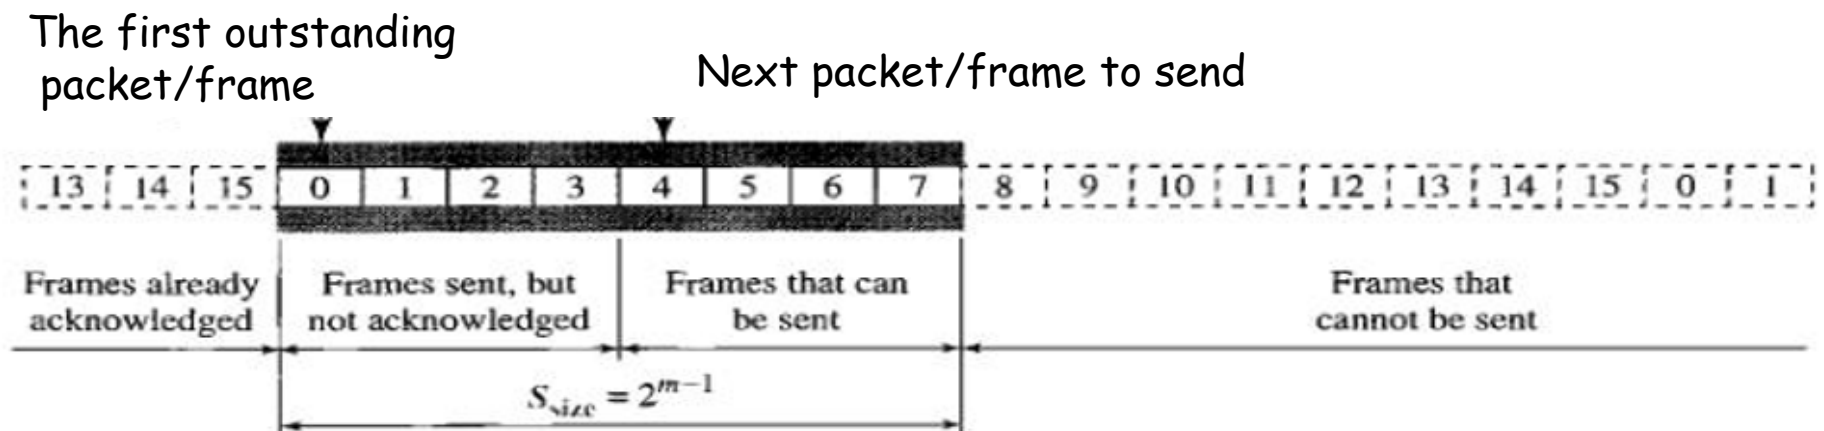 The first outstanding
packet/frame
Next packet/frame to send
13 14 15 0 1 2 3 4 5 6 7 8 9 10 11 12 13 14 15 0 1
Frames already
acknowledged
Frames sent, but
not acknowledged
Frames that can
be sent
Frames that
cannot be sent
S_size = 2^{m-1}